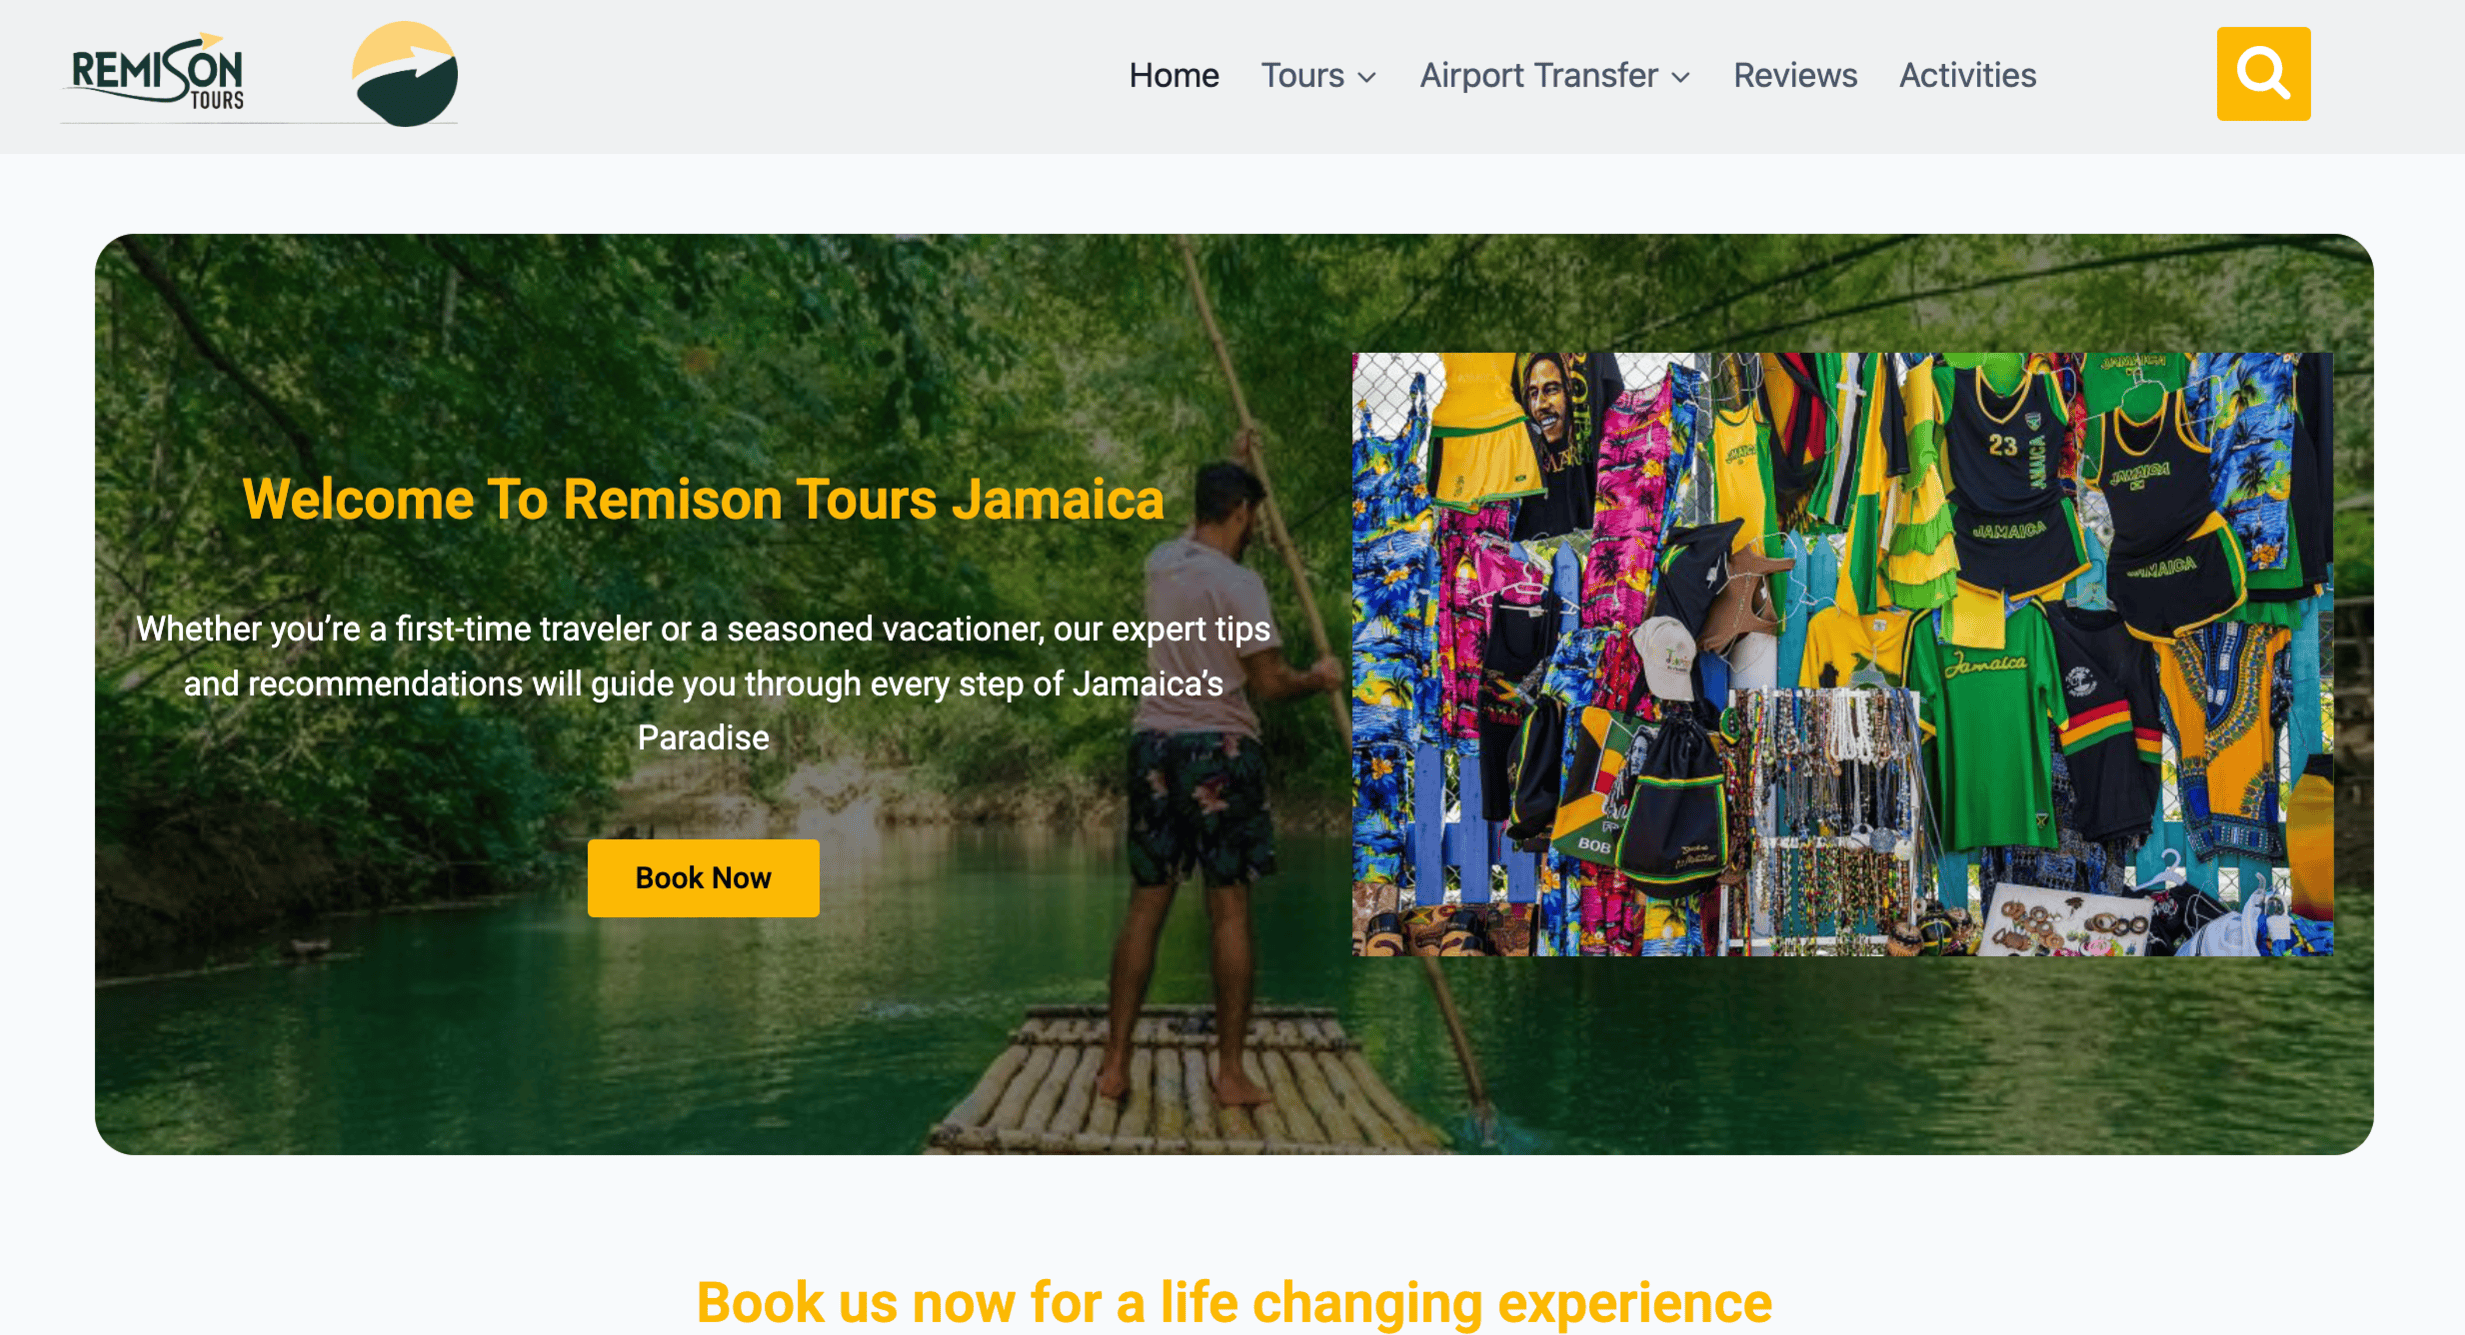 REMISON
TOURS
Home
Tours
Airport Transfer
Reviews
Activities
Welcome To Remison Tours Jamaica
Whether you’re a first-time traveler or a seasoned vacationer, our expert tips
and recommendations will guide you through every step of Jamaica’s
Paradise
Book Now
JAMAICA
23
JAMAICA
JAMAICA
JAMAICA
JAMAICA
Jamaica
BOB
Book us now for a life changing experience